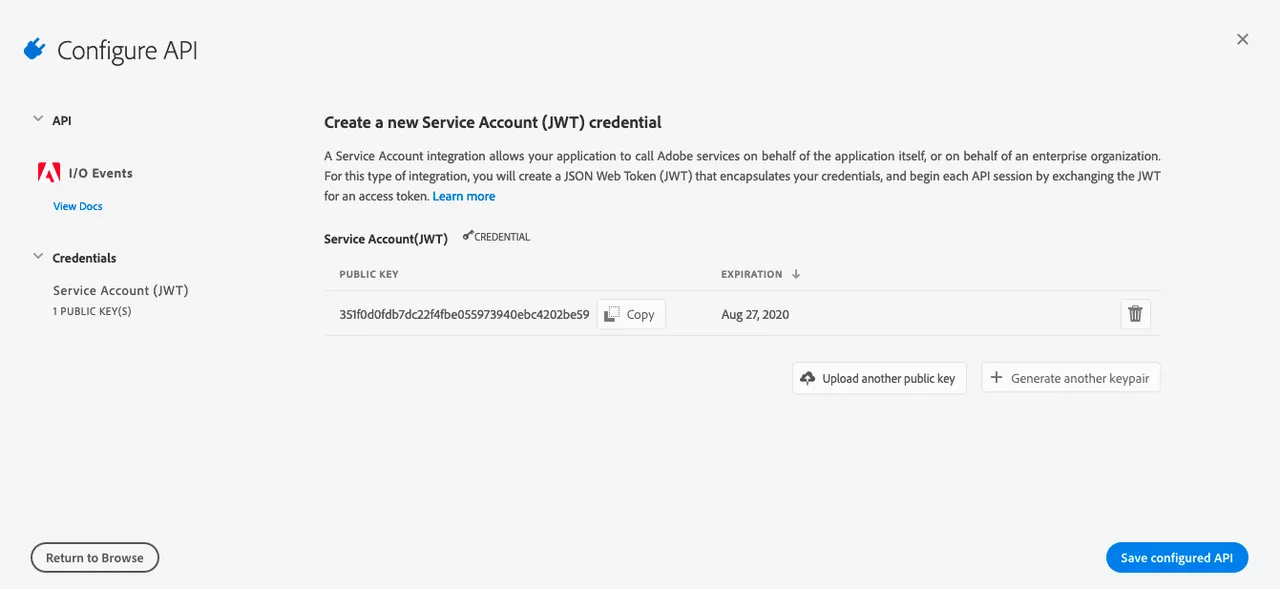 Configure API
API
I/O Events
View Docs
Credentials
Service Account (JWT)
1 PUBLIC KEY(S)
Create a new Service Account (JWT) credential
A Service Account integration allows your application to call Adobe services on behalf of the application itself, or on behalf of an enterprise organization.
For this type of integration, you will create a JSON Web Token (JWT) that encapsulates your credentials, and begin each API session by exchanging the JWT
for an access token. Learn more
Service Account(JWT) CREDENTIAL
PUBLIC KEY EXPIRATION
351f0d0fdb7dc22f4fbe055973940ebc4202be59 Copy Aug 27, 2020
Upload another public key Generate another keypair
Return to Browse Save configured API